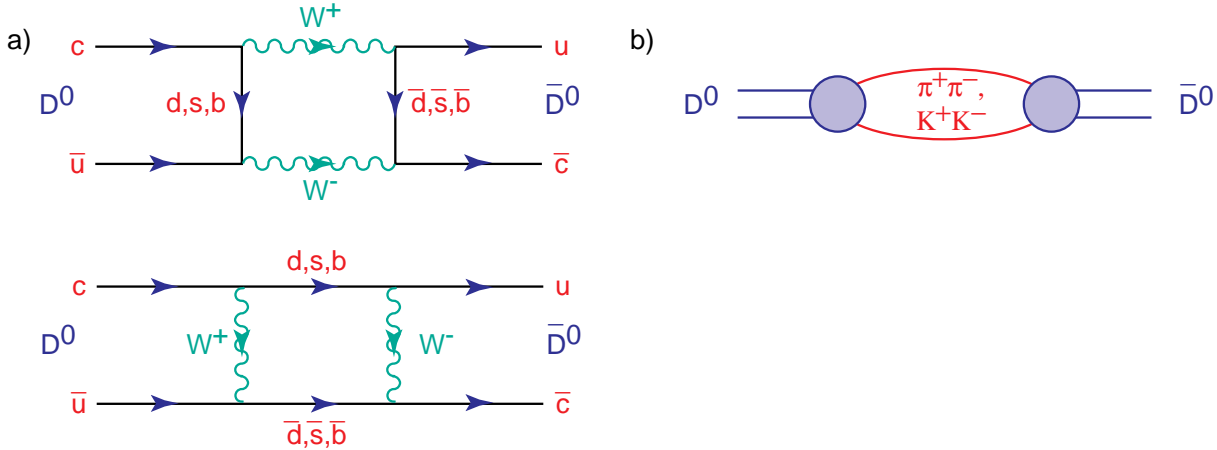 a)
c W⁺ u
D⁰ d,s,b d̅,s̅,b̅ D̅⁰
u̅ W⁻ c̅
c d,s,b u
D⁰ W⁺ W⁻ D̅⁰
u̅ d̅,s̅,b̅ c̅
b)
D⁰ π⁺π⁻, D̅⁰
K⁺K⁻